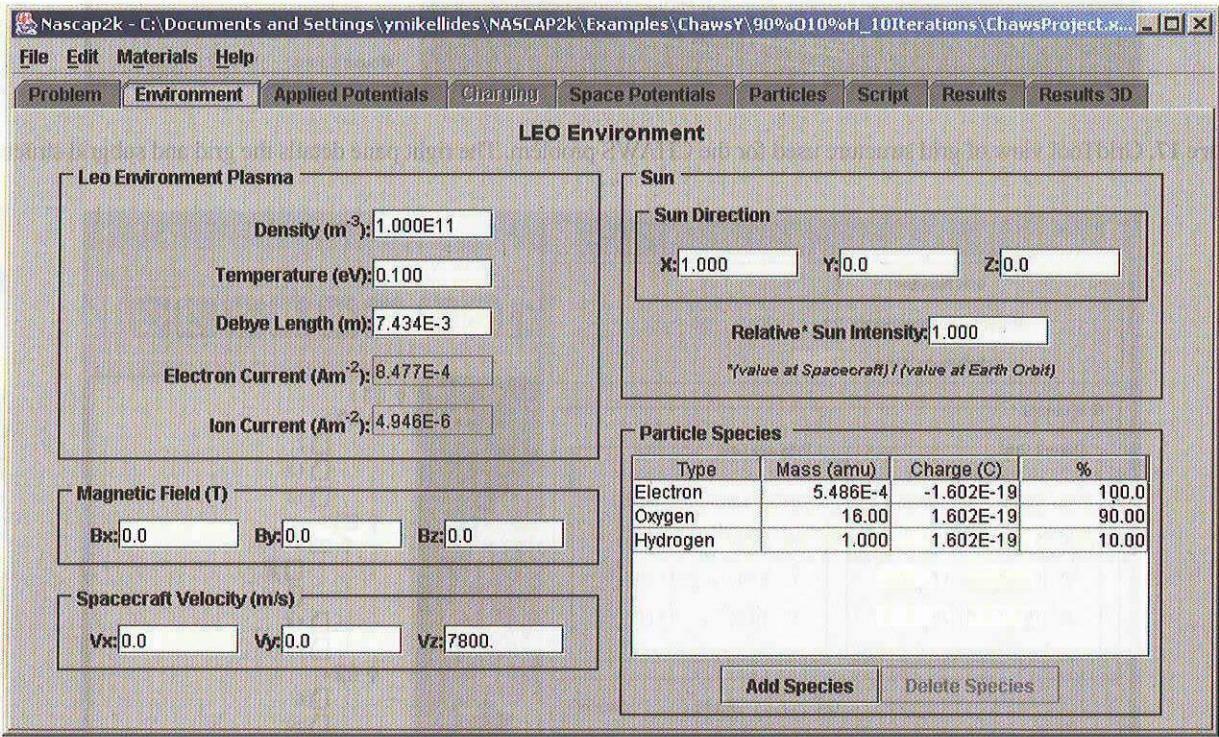 Nascap2k - C:\Documents and Settings\ymikellides\NASCAP2k\Examples\ChawsY\90%O10%H_10Iterations\ChawsProject.x...
File Edit Materials Help
Problem Environment Applied Potentials Charging Space Potentials Particles Script Results Results 3D
LEO Environment
Leo Environment Plasma
Density (m-3): 1.000E11
Temperature (eV): 0.100
Debye Length (m): 7.434E-3
Electron Current (Am-2): 8.477E-4
Ion Current (Am-2): 4.946E-6
Magnetic Field (T)
Bx: 0.0 By: 0.0 Bz: 0.0
Spacecraft Velocity (m/s)
Vx: 0.0 Vy: 0.0 Vz: 7800.
Sun
Sun Direction
X: 1.000 Y: 0.0 Z: 0.0
Relative* Sun Intensity: 1.000
*(value at Spacecraft) / (value at Earth Orbit)
Particle Species
Type Mass (amu) Charge (C) %
Electron 5.486E-4 -1.602E-19 100.0
Oxygen 16.00 1.602E-19 90.00
Hydrogen 1.000 1.602E-19 10.00
Add Species Delete Species